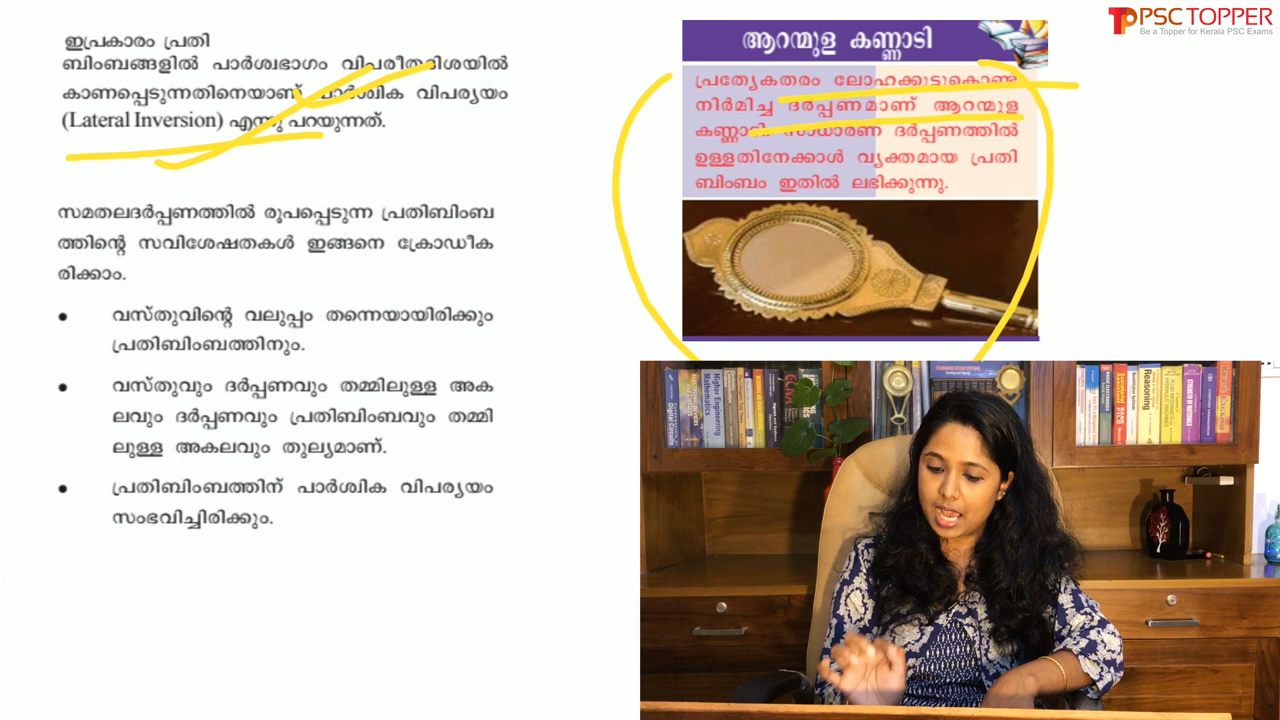 ഇപ്രകാരം പ്രതി
ബിംബങ്ങളിൽ പാർശ്വഭാഗം വിപരീതദിശയിൽ
കാണപ്പെടുന്നതിനെയാണ് പാർശ്വിക വിപര്യയം
(Lateral Inversion) എന്നു പറയുന്നത്.
സമതലദർപ്പണത്തിൽ രൂപപ്പെടുന്ന പ്രതിബിംബ
ത്തിന്റെ സവിശേഷതകൾ ഇങ്ങനെ ക്രോഡീക
രിക്കാം.
• വസ്തുവിന്റെ വലുപ്പം തന്നെയായിരിക്കും
പ്രതിബിംബത്തിനും.
• വസ്തുവും ദർപ്പണവും തമ്മിലുള്ള അക
ലവും ദർപ്പണവും പ്രതിബിംബവും തമ്മി
ലുള്ള അകലവും തുല്യമാണ്.
• പ്രതിബിംബത്തിന് പാർശ്വിക വിപര്യയം
സംഭവിച്ചിരിക്കും.
ആറന്മുള കണ്ണാടി
പ്രത്യേകതരം ലോഹക്കൂട്ടുകൊണ്ട്
നിർമിച്ച ദർപ്പണമാണ് ആറന്മുള
കണ്ണാടി. സാധാരണ ദർപ്പണത്തിൽ
ഉള്ളതിനേക്കാൾ വ്യക്തമായ പ്രതി
ബിംബം ഇതിൽ ലഭിക്കുന്നു.
PSC TOPPER
Be a Topper for Kerala PSC Exams
Higher Engineering Mathematics
Reasoning